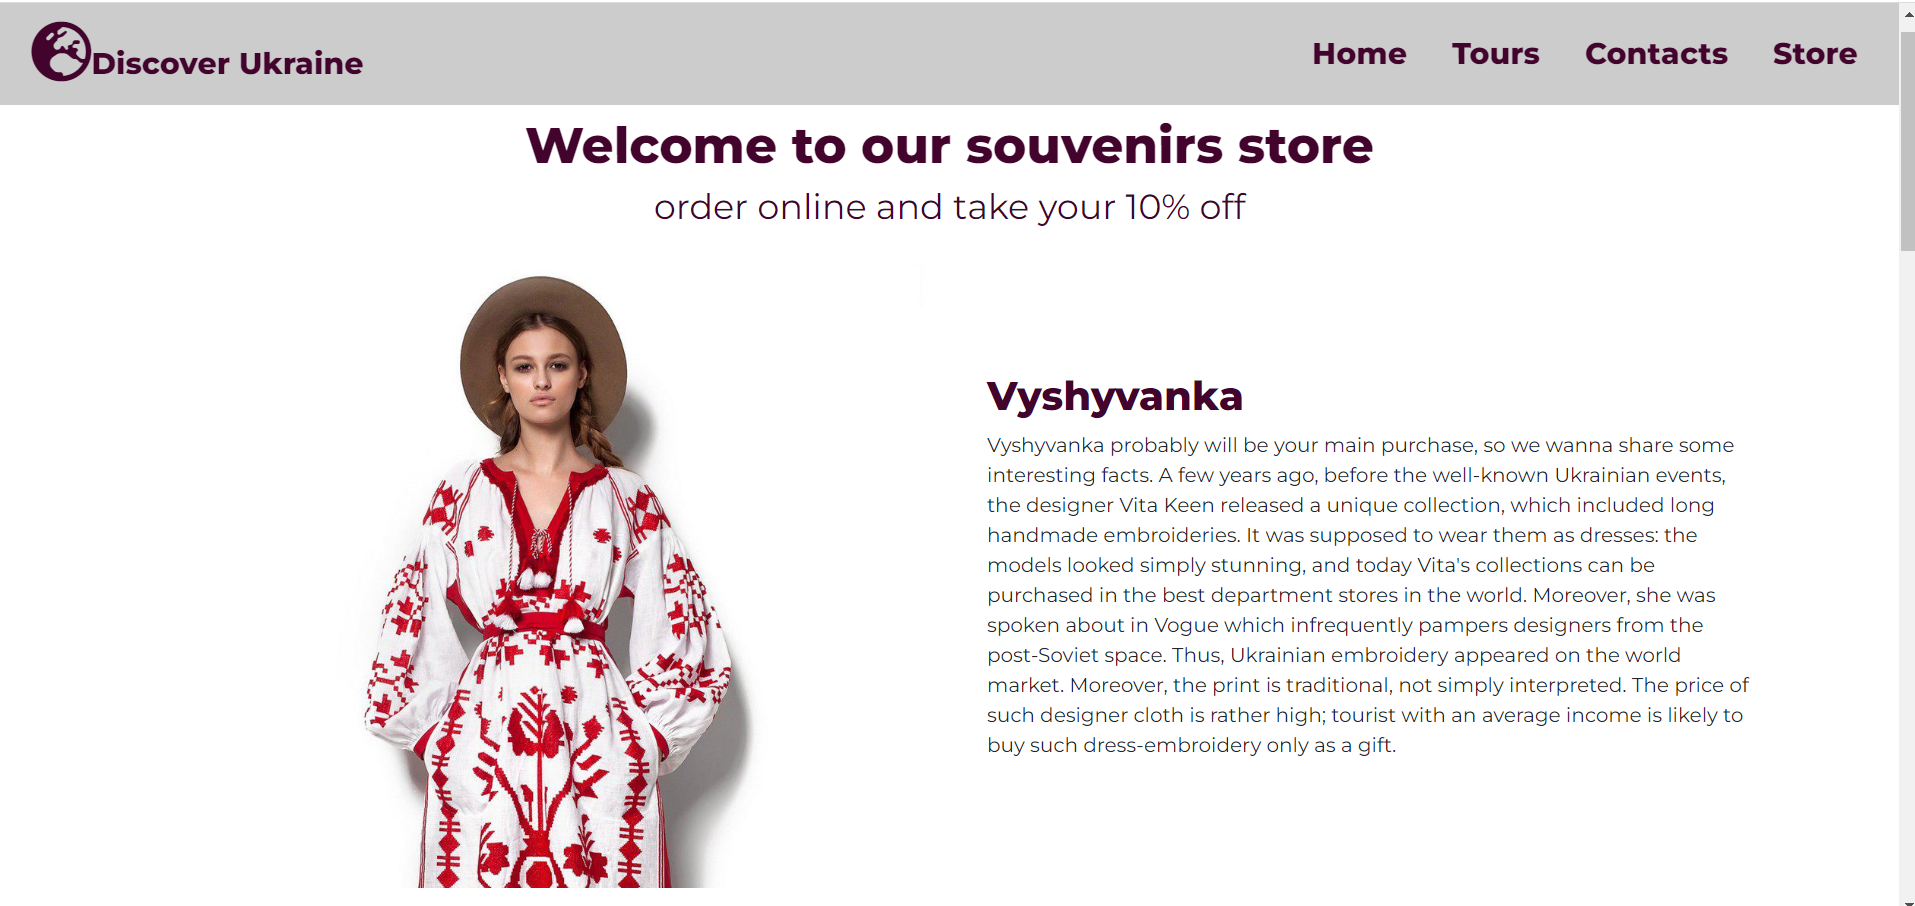 Discover Ukraine
Home Tours Contacts Store
Welcome to our souvenirs store
order online and take your 10% off
Vyshyvanka
Vyshyvanka probably will be your main purchase, so we wanna share some
interesting facts. A few years ago, before the well-known Ukrainian events,
the designer Vita Keen released a unique collection, which included long
handmade embroideries. It was supposed to wear them as dresses: the
models looked simply stunning, and today Vita's collections can be
purchased in the best department stores in the world. Moreover, she was
spoken about in Vogue which infrequently pampers designers from the
post-Soviet space. Thus, Ukrainian embroidery appeared on the world
market. Moreover, the print is traditional, not simply interpreted. The price of
such designer cloth is rather high; tourist with an average income is likely to
buy such dress-embroidery only as a gift.